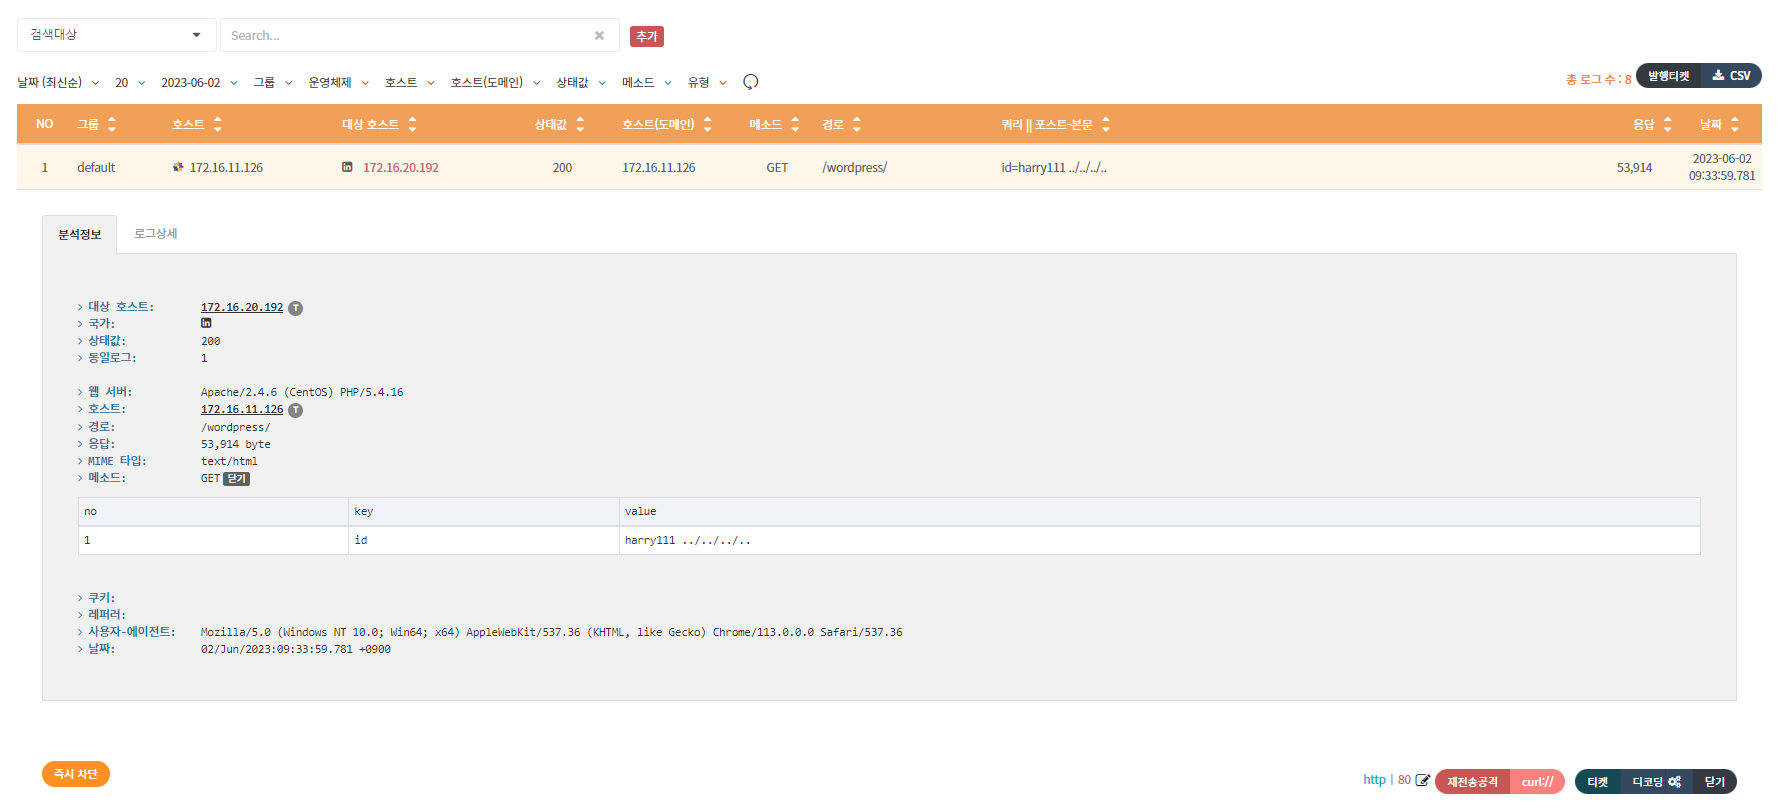 검색대상 Search... 추가
날짜 (최신순) 20 2023-06-02 그룹 운영체제 호스트 호스트(도메인) 상태값 메소드 유형 총 로그 수 : 8 발행티켓 CSV
NO 그룹 호스트 대상 호스트 상태값 호스트(도메인) 메소드 경로 쿼리 || 포스트-본문 응답 날짜
1 default 172.16.11.126 172.16.20.192 200 172.16.11.126 GET /wordpress/ id=harry111 ../../../.. 53,914 2023-06-02
09:33:59.781
분석정보 로그상세
대상 호스트: 172.16.20.192 T
국가: in
상태값: 200
동일로그: 1
웹 서버: Apache/2.4.6 (CentOS) PHP/5.4.16
호스트: 172.16.11.126 T
경로: /wordpress/
응답: 53,914 byte
MIME 타입: text/html
메소드: GET 닫기
no key value
1 id harry111 ../../../..
쿠키:
레퍼러:
사용자-에이전트: Mozilla/5.0 (Windows NT 10.0; Win64; x64) AppleWebKit/537.36 (KHTML, like Gecko) Chrome/113.0.0.0 Safari/537.36
날짜: 02/Jun/2023:09:33:59.781 +0900
즉시 차단 http | 80 재전송공격 curl:// 티켓 디코딩 닫기